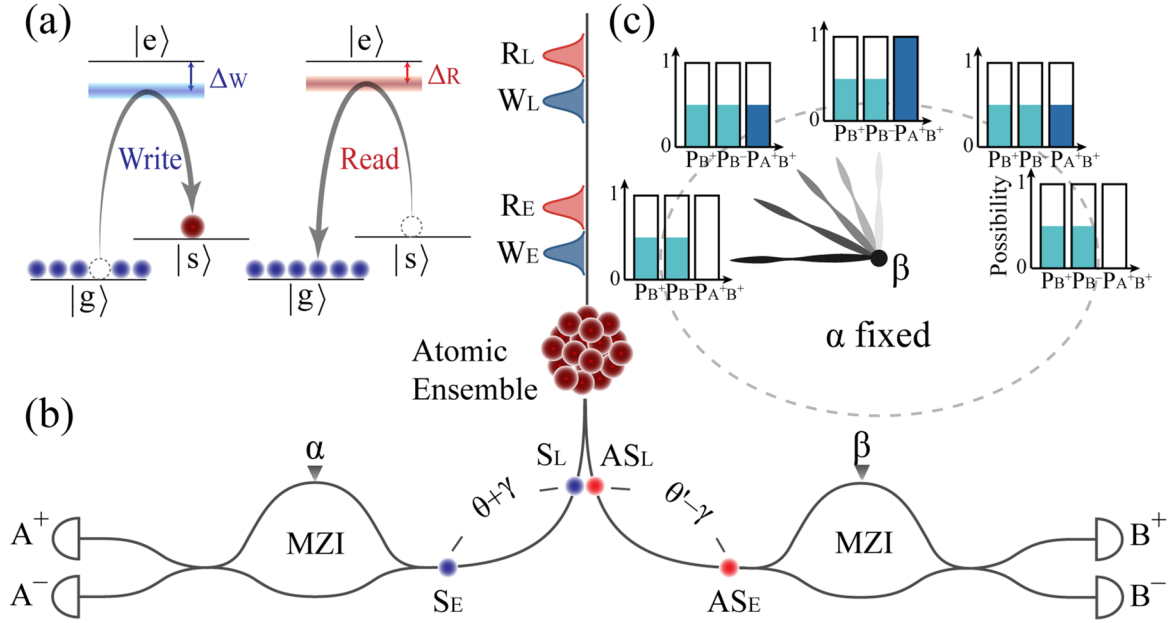 (a)
|e⟩
|e⟩
ΔW
ΔR
Write
Read
|s⟩
|s⟩
|g⟩
|g⟩
RL
WL
RE
WE
Atomic
Ensemble
(c)
1
0
PB+ PB− PA+B+
1
0
PB+ PB− PA+B+
1
0
PB+ PB− PA+B+
1
0
PB+ PB− PA+B+
Possibility
1
0
PB+ PB− PA+B+
β
α fixed
(b)
α
MZI
A+
A−
SL
ASL
θ+γ
θ′−γ
SE
ASE
β
MZI
B+
B−